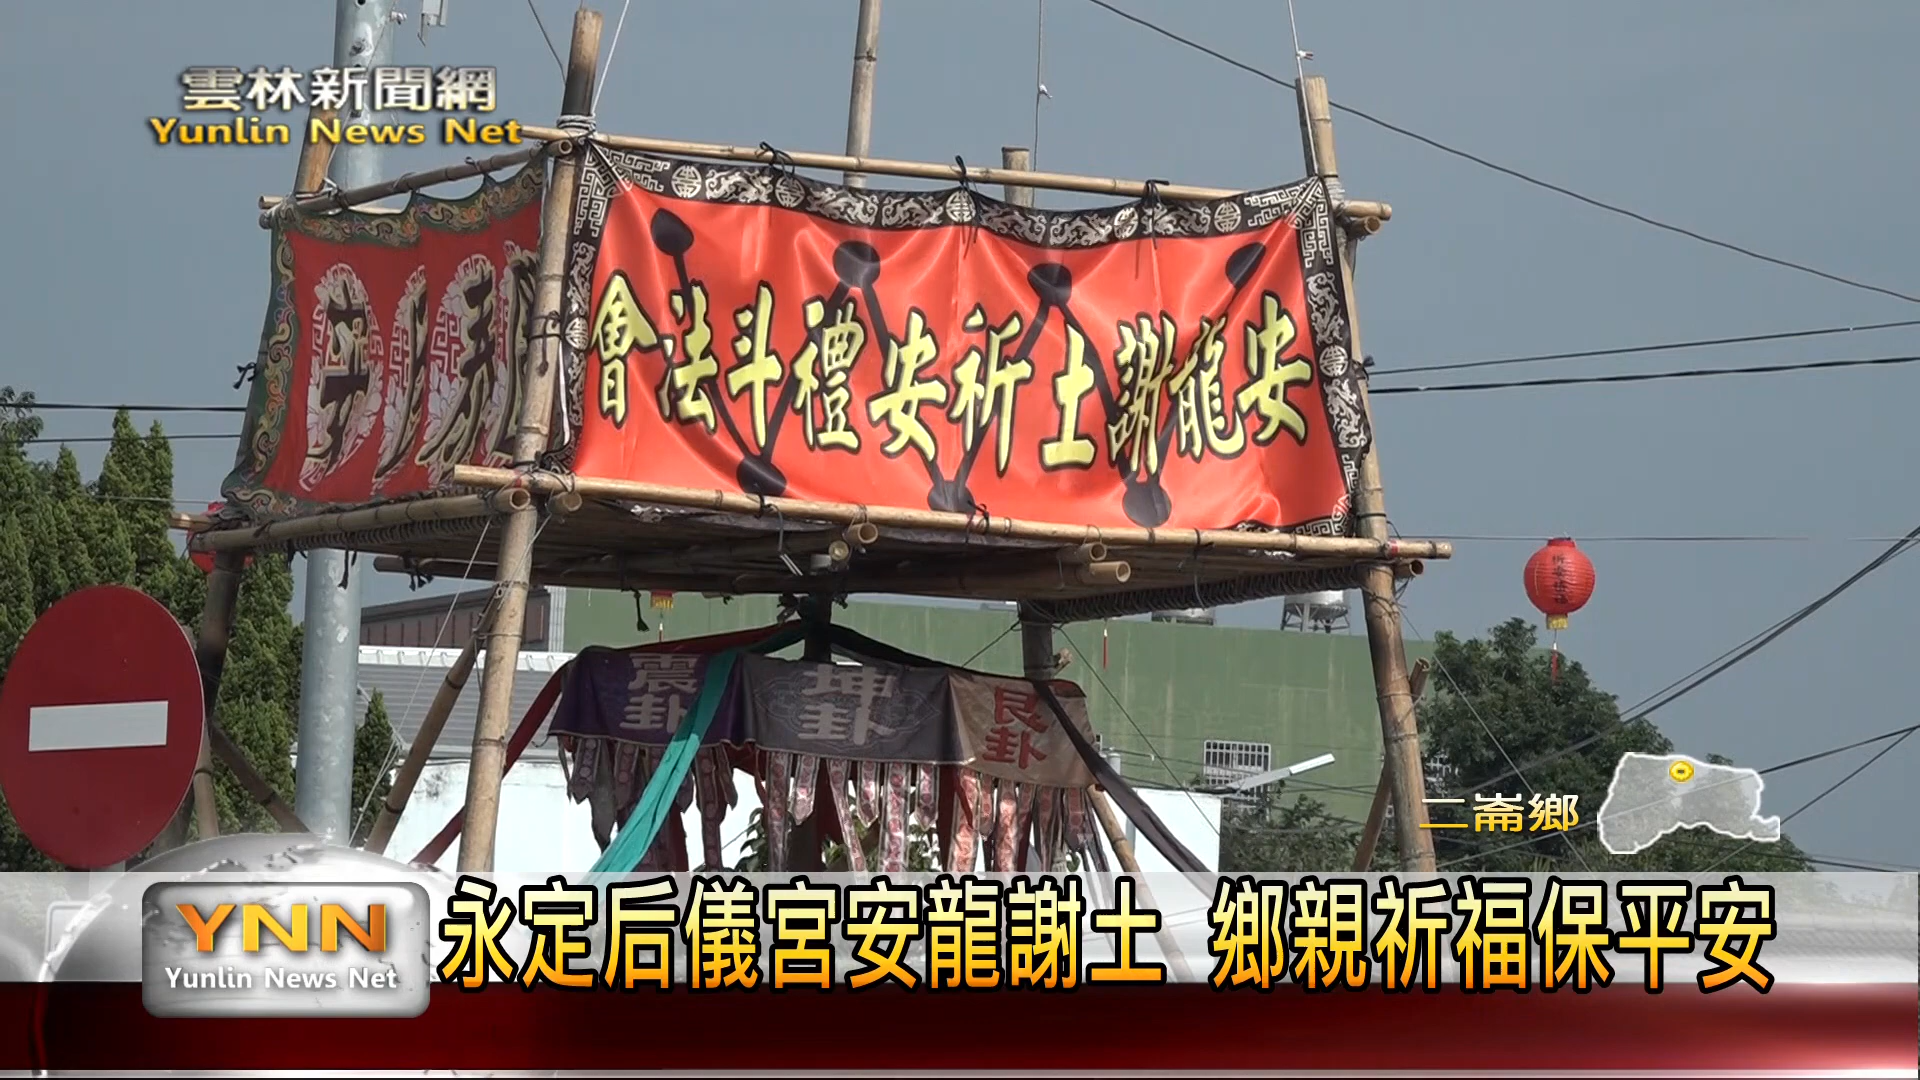 雲林新聞網
Yunlin News Net
安龍謝土祈安禮斗法會
震卦
坤卦
艮卦
二崙鄉
YNN
Yunlin News Net
永定后儀宮安龍謝土 鄉親祈福保平安